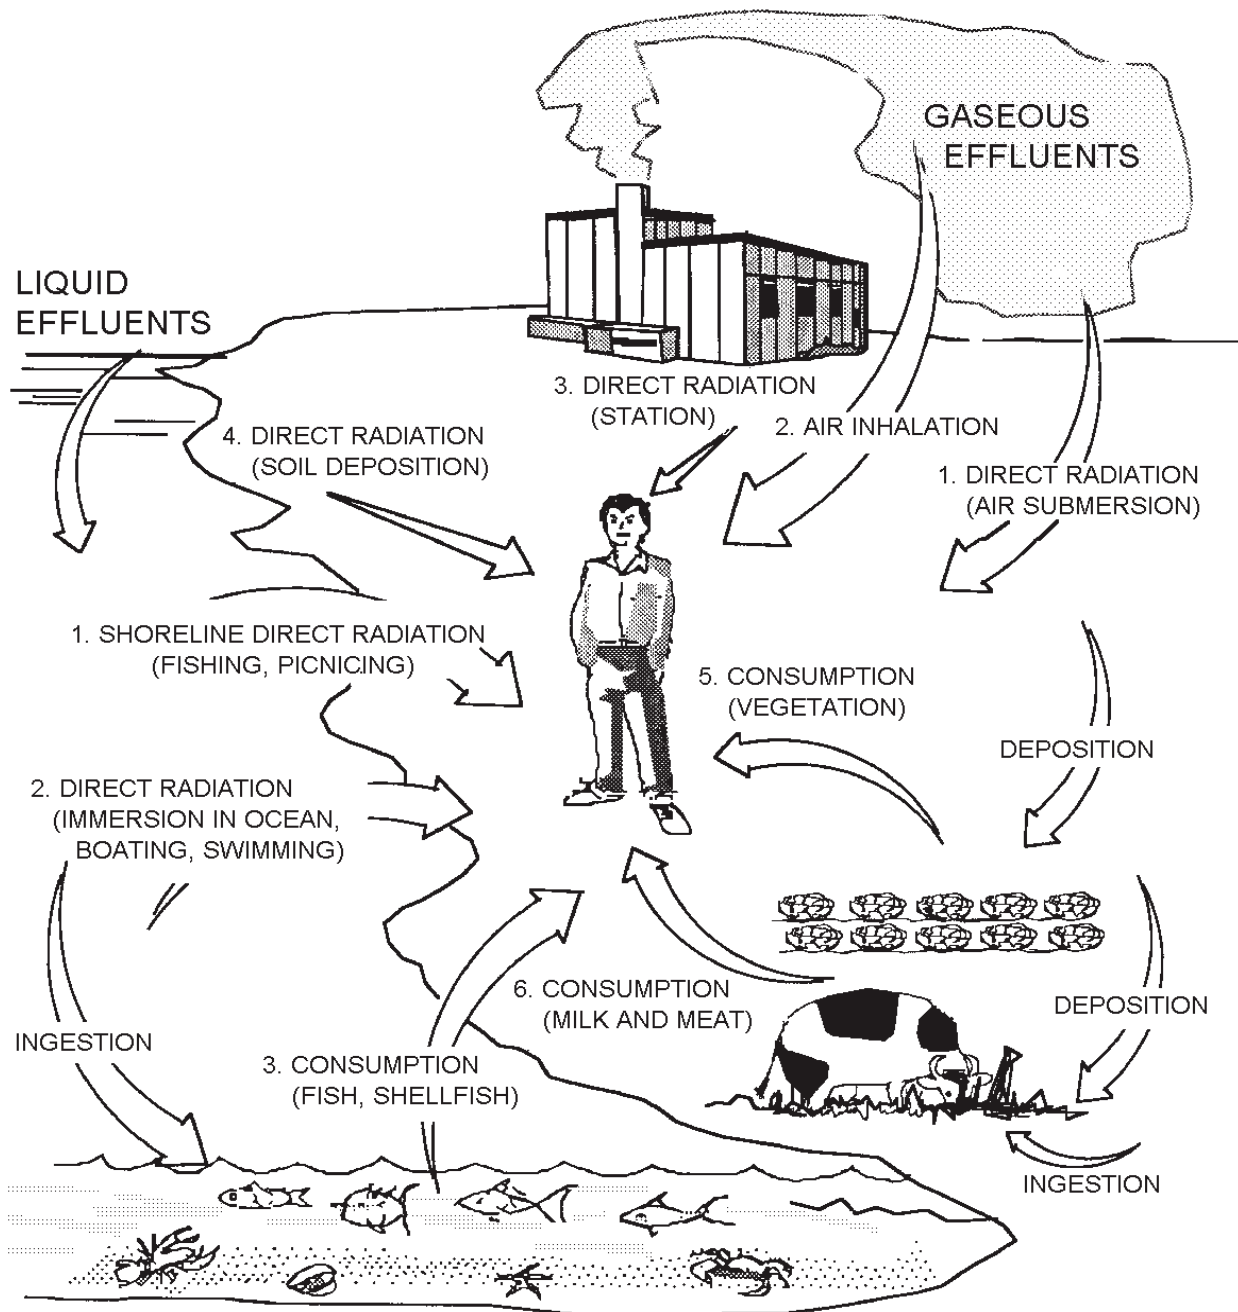 GASEOUS
EFFLUENTS
LIQUID
EFFLUENTS
3. DIRECT RADIATION
(STATION)
2. AIR INHALATION
4. DIRECT RADIATION
(SOIL DEPOSITION)
1. DIRECT RADIATION
(AIR SUBMERSION)
1. SHORELINE DIRECT RADIATION
(FISHING, PICNICING)
5. CONSUMPTION
(VEGETATION)
DEPOSITION
2. DIRECT RADIATION
(IMMERSION IN OCEAN,
BOATING, SWIMMING)
6. CONSUMPTION
(MILK AND MEAT)
DEPOSITION
INGESTION
3. CONSUMPTION
(FISH, SHELLFISH)
INGESTION